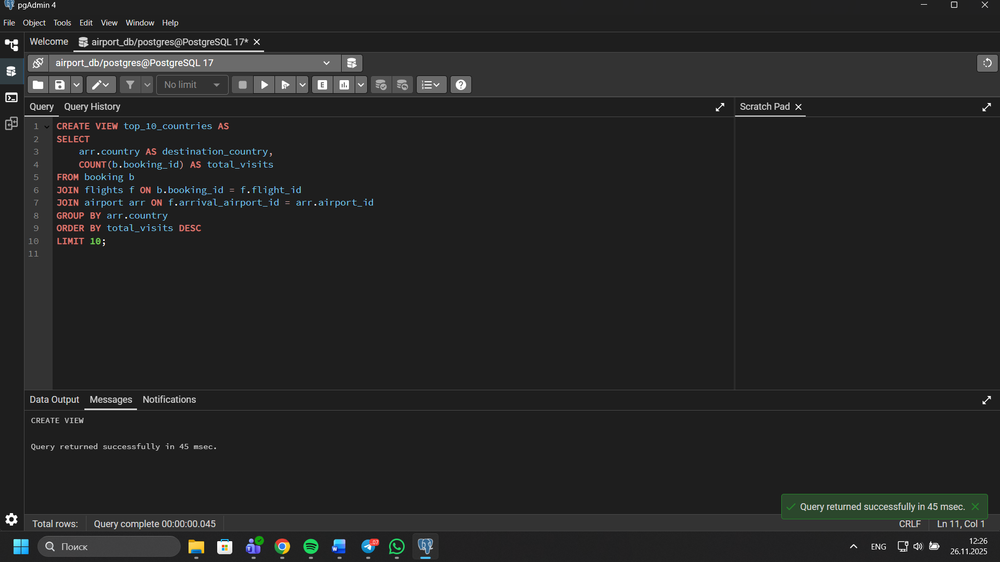 pgAdmin 4
File Object Tools Edit View Window Help
Welcome airport_db/postgres@PostgreSQL 17*
airport_db/postgres@PostgreSQL 17
No limit
E
Query Query History
Scratch Pad
1 CREATE VIEW top_10_countries AS
2 SELECT
3 arr.country AS destination_country,
4 COUNT(b.booking_id) AS total_visits
5 FROM booking b
6 JOIN flights f ON b.booking_id = f.flight_id
7 JOIN airport arr ON f.arrival_airport_id = arr.airport_id
8 GROUP BY arr.country
9 ORDER BY total_visits DESC
10 LIMIT 10;
11
Data Output Messages Notifications
CREATE VIEW
Query returned successfully in 45 msec.
Query returned successfully in 45 msec.
Total rows: Query complete 00:00:00.045
CRLF Ln 11, Col 1
Поиск
T
W
.07
ENG
12:26
26.11.2025